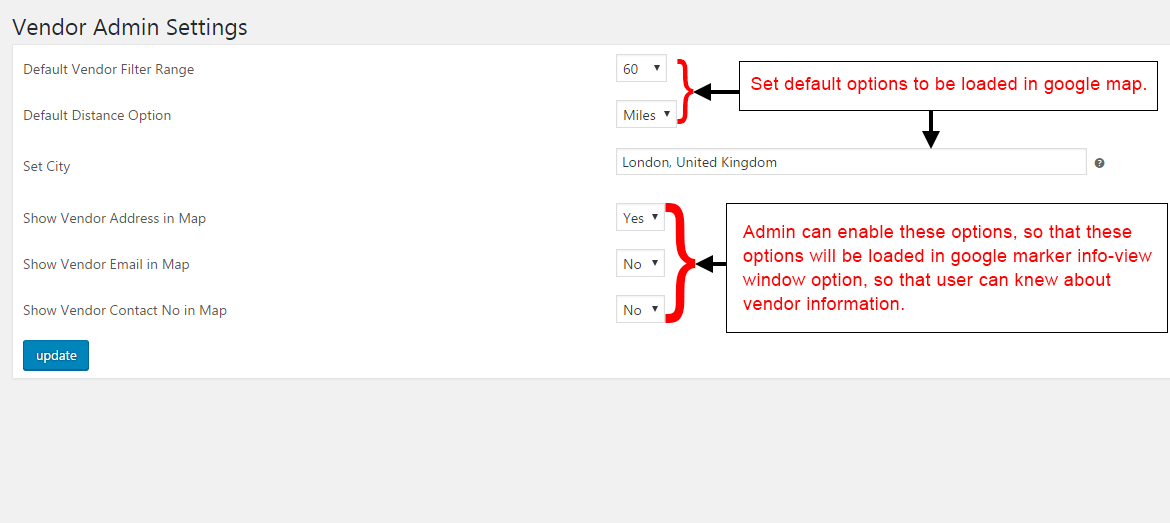 Vendor Admin Settings
Default Vendor Filter Range
60
Set default options to be loaded in google map.
Default Distance Option
Miles
Set City
London, United Kingdom
?
Show Vendor Address in Map
Yes
Show Vendor Email in Map
No
Show Vendor Contact No in Map
No
Admin can enable these options, so that these
options will be loaded in google marker info-view
window option, so that user can knew about
vendor information.
update